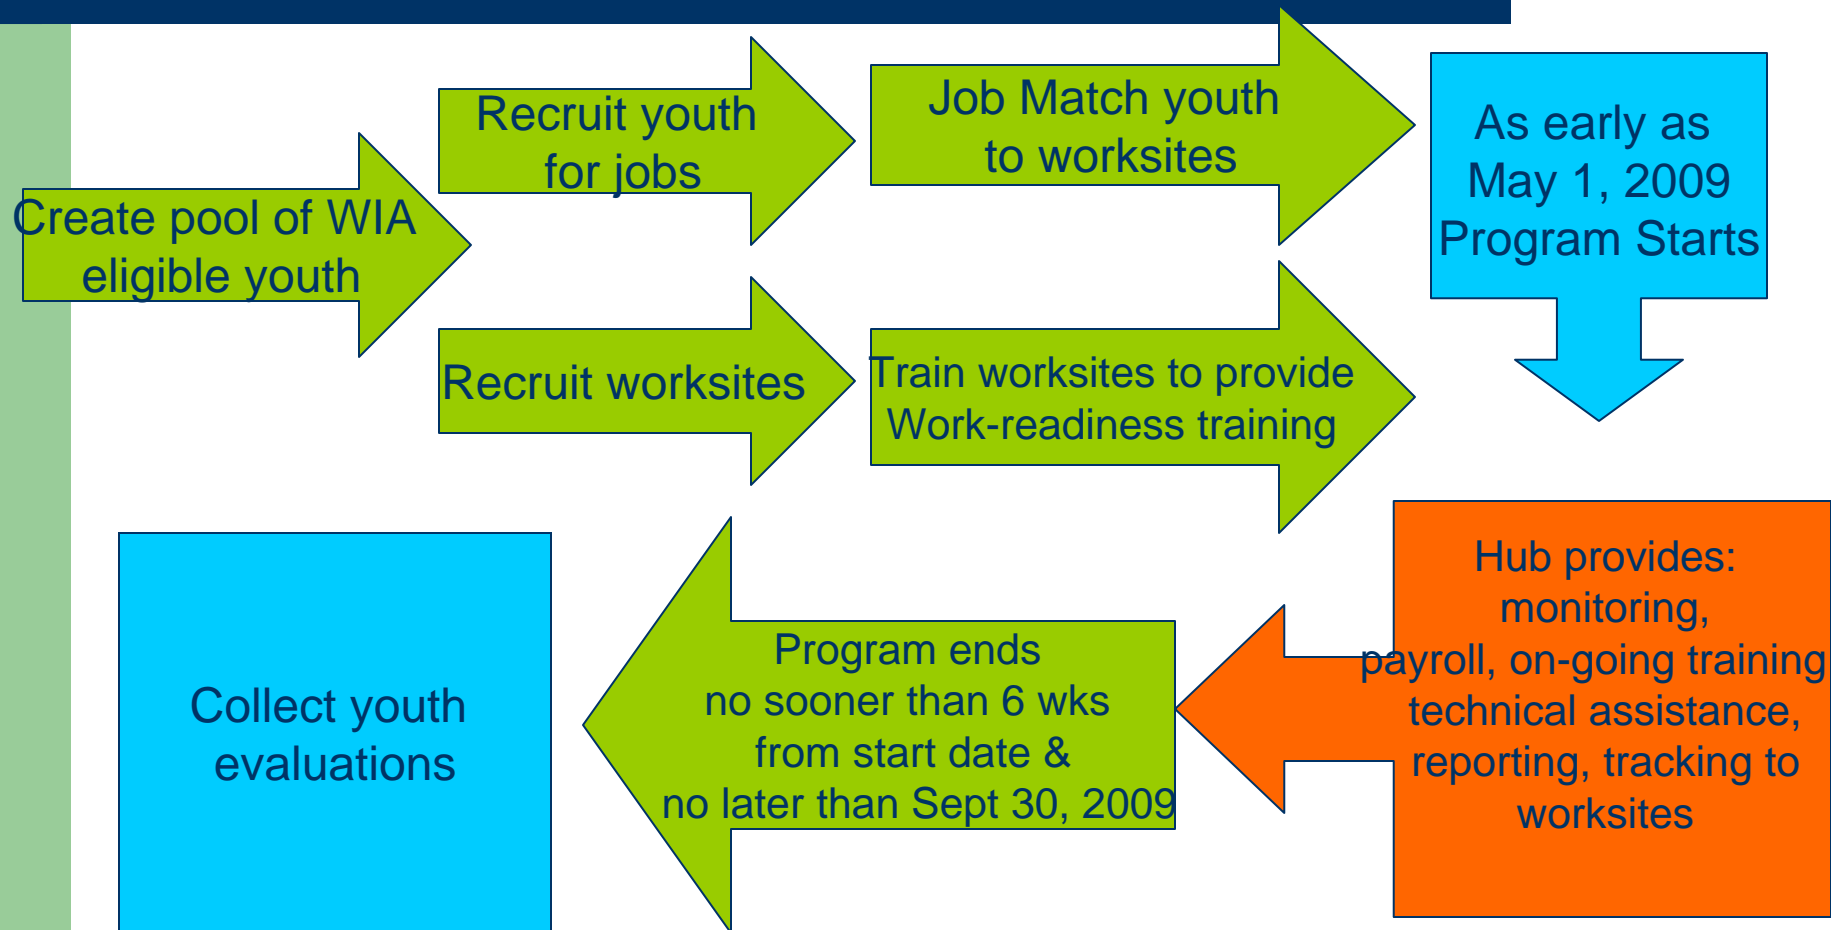 Create pool of WIA
eligible youth
Recruit youth
for jobs
Job Match youth
to worksites
Recruit worksites
Train worksites to provide
Work-readiness training
As early as
May 1, 2009
Program Starts
Hub provides:
monitoring,
payroll, on-going training
technical assistance,
reporting, tracking to
worksites
Program ends
no sooner than 6 wks
from start date &
no later than Sept 30, 2009
Collect youth
evaluations